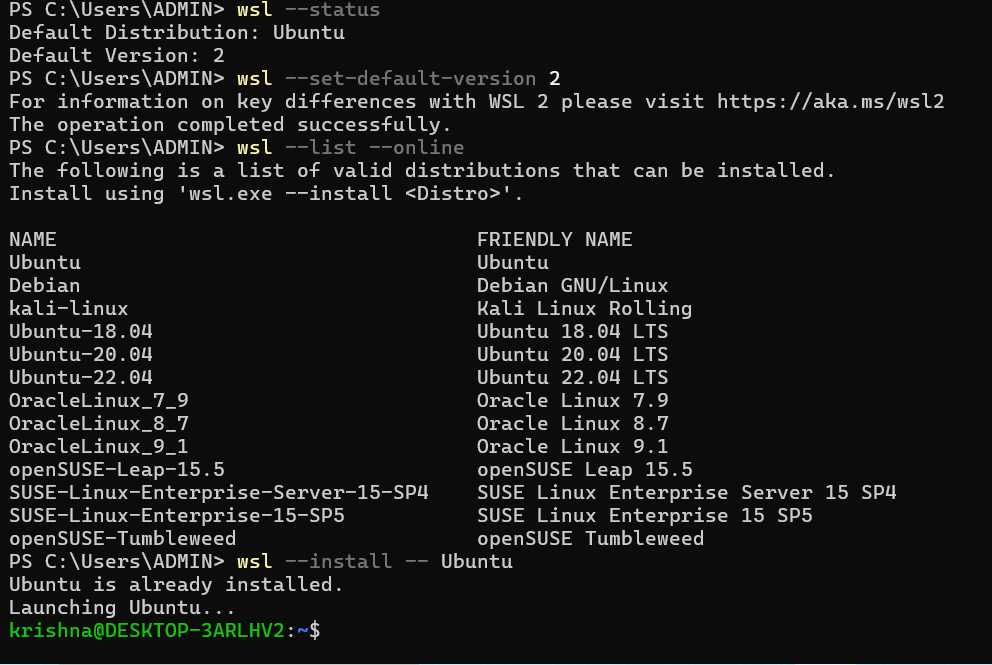 PS C:\Users\ADMIN> wsl --status
Default Distribution: Ubuntu
Default Version: 2
PS C:\Users\ADMIN> wsl --set-default-version 2
For information on key differences with WSL 2 please visit https://aka.ms/wsl2
The operation completed successfully.
PS C:\Users\ADMIN> wsl --list --online
The following is a list of valid distributions that can be installed.
Install using 'wsl.exe --install <Distro>'.

NAME FRIENDLY NAME
Ubuntu Ubuntu
Debian Debian GNU/Linux
kali-linux Kali Linux Rolling
Ubuntu-18.04 Ubuntu 18.04 LTS
Ubuntu-20.04 Ubuntu 20.04 LTS
Ubuntu-22.04 Ubuntu 22.04 LTS
OracleLinux_7_9 Oracle Linux 7.9
OracleLinux_8_7 Oracle Linux 8.7
OracleLinux_9_1 Oracle Linux 9.1
openSUSE-Leap-15.5 openSUSE Leap 15.5
SUSE-Linux-Enterprise-Server-15-SP4 SUSE Linux Enterprise Server 15 SP4
SUSE-Linux-Enterprise-15-SP5 SUSE Linux Enterprise 15 SP5
openSUSE-Tumbleweed openSUSE Tumbleweed
PS C:\Users\ADMIN> wsl --install -- Ubuntu
Ubuntu is already installed.
Launching Ubuntu...
krishna@DESKTOP-3ARLHV2:~$